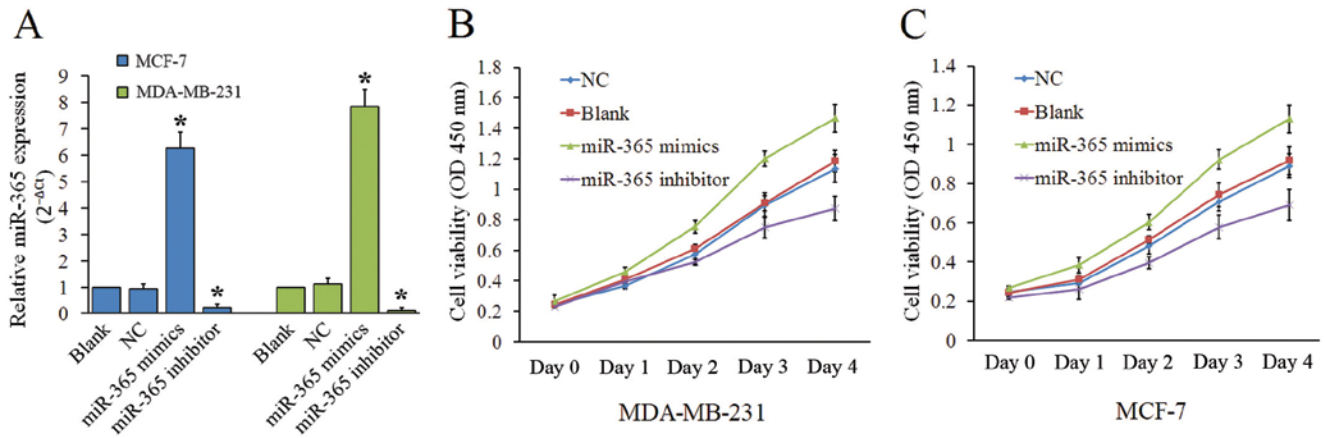 A
MCF-7
MDA-MB-231
Relative miR-365 expression
(2⁻ᐃCt)
9
8
7
6
5
4
3
2
1
0
*
*
*
*
Blank
NC
miR-365 mimics
miR-365 inhibitor
Blank
NC
miR-365 mimics
miR-365 inhibitor
B
Cell viability (OD 450 nm)
1.8
1.6
1.4
1.2
1
0.8
0.6
0.4
0.2
0
NC
Blank
miR-365 mimics
miR-365 inhibitor
Day 0 Day 1 Day 2 Day 3 Day 4
MDA-MB-231
C
Cell viability (OD 450 nm)
1.4
1.2
1.0
0.8
0.6
0.4
0.2
0
NC
Blank
miR-365 mimics
miR-365 inhibitor
Day 0 Day 1 Day 2 Day 3 Day 4
MCF-7